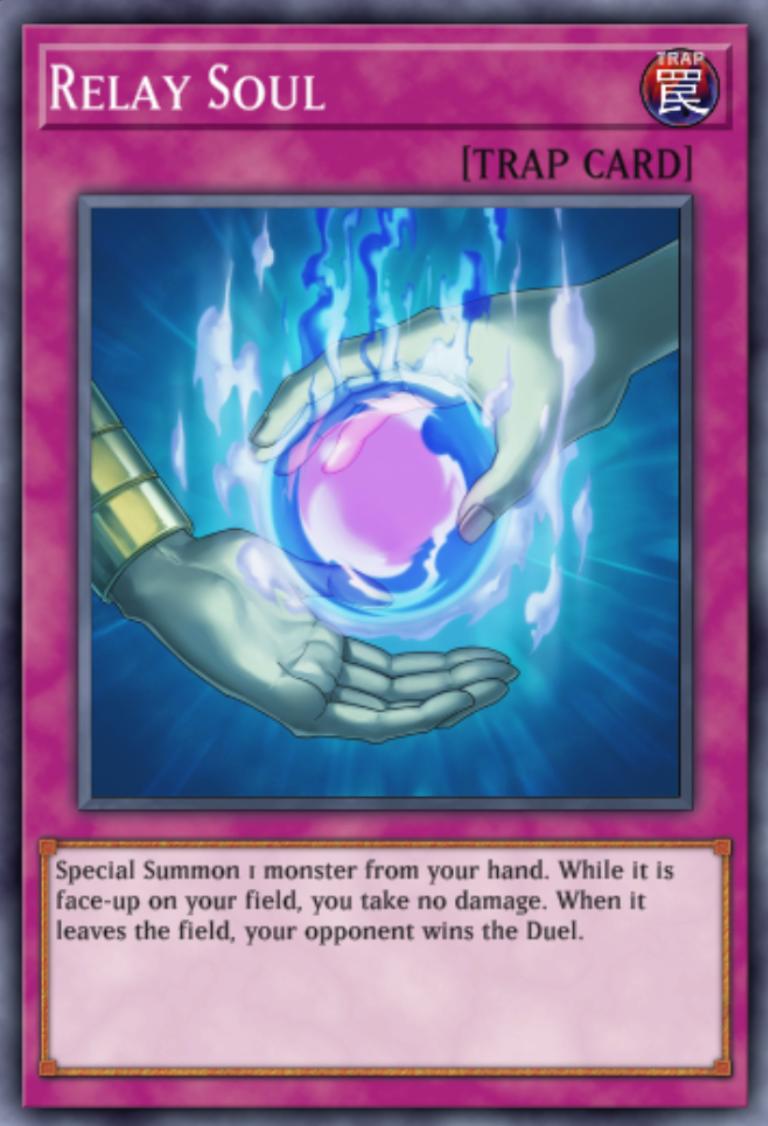 RELAY SOUL
TRAP
罠
[TRAP CARD]
Special Summon 1 monster from your hand. While it is
face-up on your field, you take no damage. When it
leaves the field, your opponent wins the Duel.